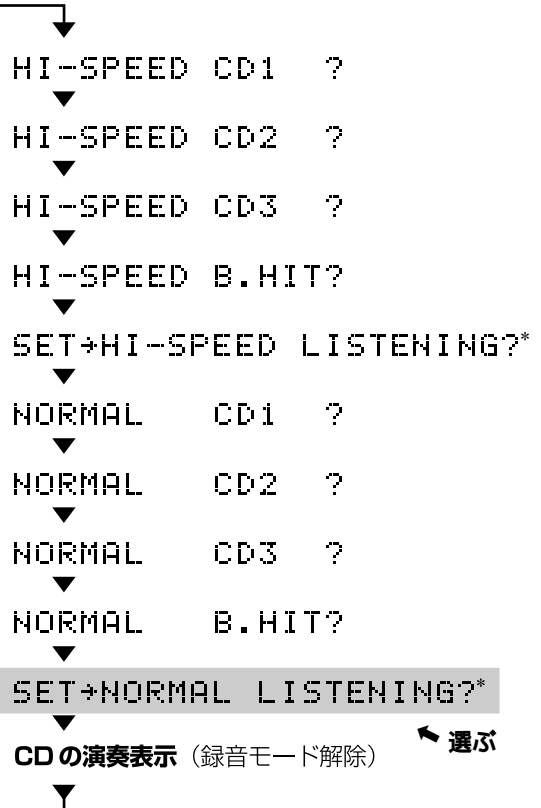 HI-SPEED CD1 ?
HI-SPEED CD2 ?
HI-SPEED CD3 ?
HI-SPEED B.HIT?
SET→HI-SPEED LISTENING?*
NORMAL CD1 ?
NORMAL CD2 ?
NORMAL CD3 ?
NORMAL B.HIT?
SET→NORMAL LISTENING?*
選ぶ
CDの演奏表示（録音モード解除）